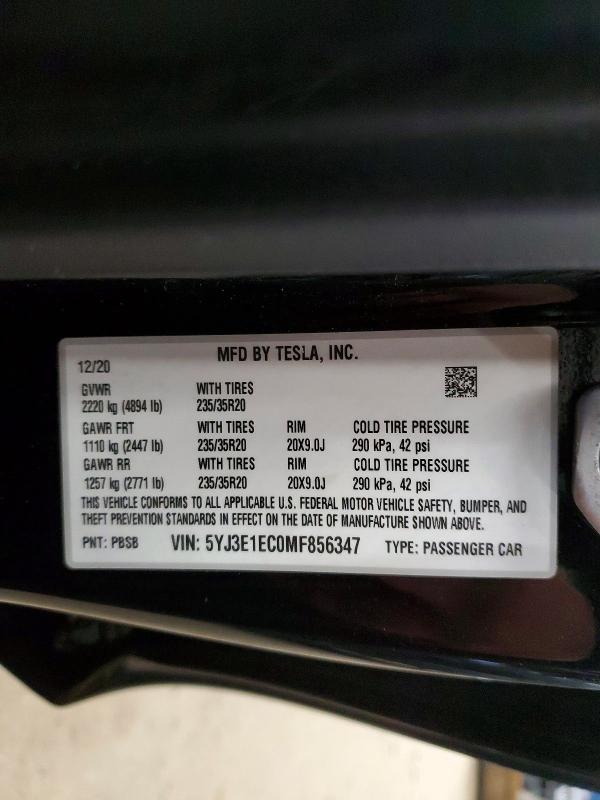 MFD BY TESLA, INC.
12/20
GVWR WITH TIRES
2220 kg (4894 lb) 235/35R20
GAWR FRT WITH TIRES RIM COLD TIRE PRESSURE
1110 kg (2447 lb) 235/35R20 20X9.0J 290 kPa, 42 psi
GAWR RR WITH TIRES RIM COLD TIRE PRESSURE
1257 kg (2771 lb) 235/35R20 20X9.0J 290 kPa, 42 psi
THIS VEHICLE CONFORMS TO ALL APPLICABLE U.S. FEDERAL MOTOR VEHICLE SAFETY, BUMPER, AND
THEFT PREVENTION STANDARDS IN EFFECT ON THE DATE OF MANUFACTURE SHOWN ABOVE.
PNT: PBSB VIN: 5YJ3E1EC0MF856347 TYPE: PASSENGER CAR